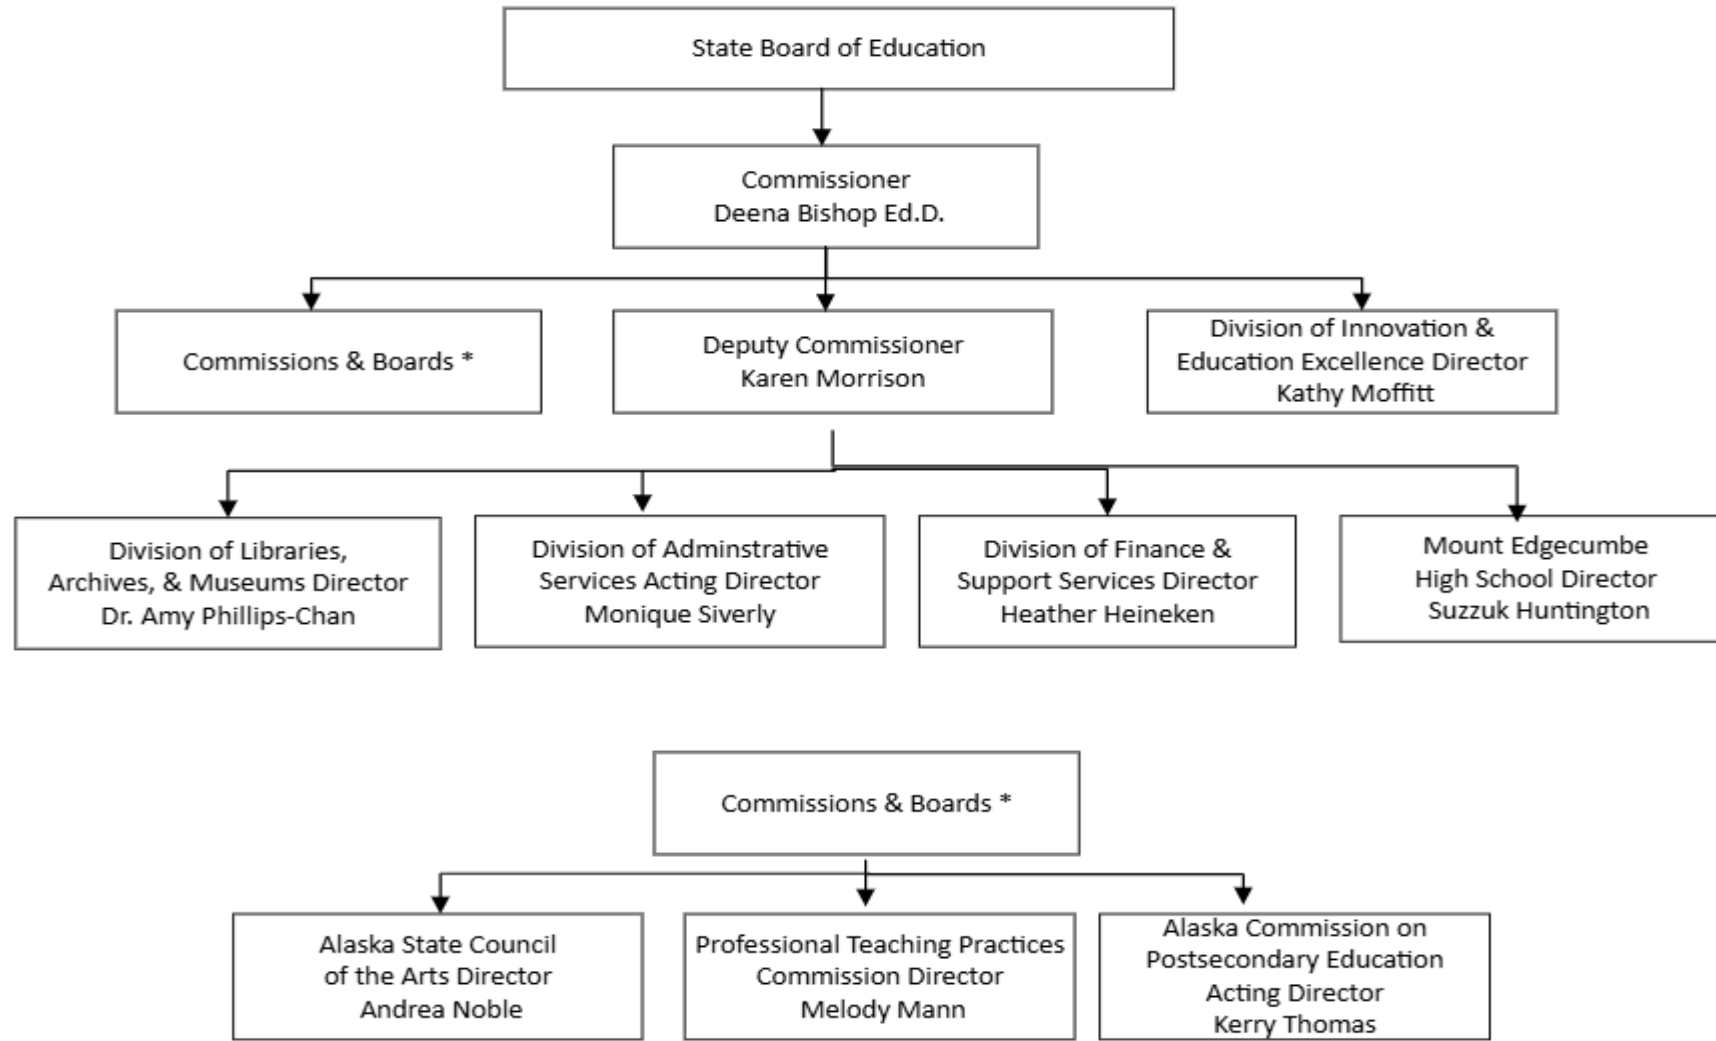 State Board of Education
Commissioner
Deena Bishop Ed.D.
Commissions & Boards *
Deputy Commissioner
Karen Morrison
Division of Innovation &
Education Excellence Director
Kathy Moffitt
Division of Libraries,
Archives, & Museums Director
Dr. Amy Phillips-Chan
Division of Adminstrative
Services Acting Director
Monique Siverly
Division of Finance &
Support Services Director
Heather Heineken
Mount Edgecumbe
High School Director
Suzzuk Huntington
Commissions & Boards *
Alaska State Council
of the Arts Director
Andrea Noble
Professional Teaching Practices
Commission Director
Melody Mann
Alaska Commission on
Postsecondary Education
Acting Director
Kerry Thomas